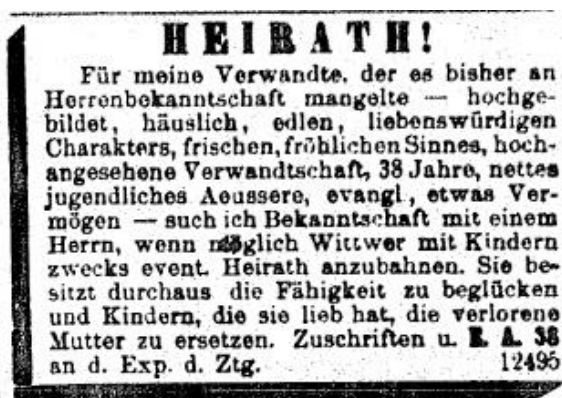 HEIRATH!
Für meine Verwandte, der es bisher an
Herrenbekanntschaft mangelte — hochge-
bildet, häuslich, edlen, liebenswürdigen
Charakters, frischen, fröhlichen Sinnes, hoch-
angesehene Verwandtschaft, 38 Jahre, nettes
jugendliches Aeussere, evangl., etwas Ver-
mögen — such ich Bekanntschaft mit einem
Herrn, wenn möglich Wittwer mit Kindern
zwecks event. Heirath anzubahnen. Sie be-
sitzt durchaus die Fähigkeit zu beglücken
und Kindern, die sie lieb hat, die verlorene
Mutter zu ersetzen. Zuschriften u. E. A. 38
an d. Exp. d. Ztg. 12495